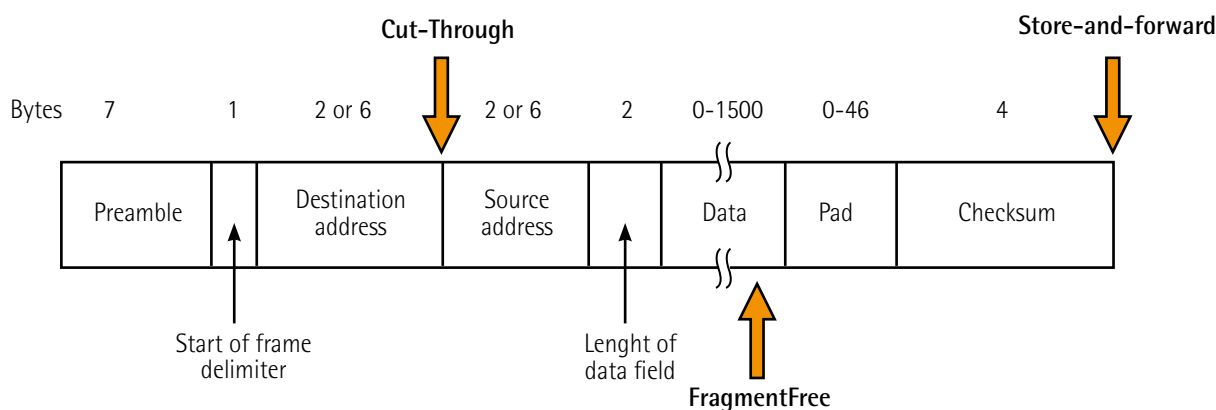 Cut-Through
Store-and-forward
Bytes 7 1 2 or 6 2 or 6 2 0-1500 0-46 4
Preamble
Destination
address
Source
address
Data
Pad
Checksum
Start of frame
delimiter
Lenght of
data field
FragmentFree